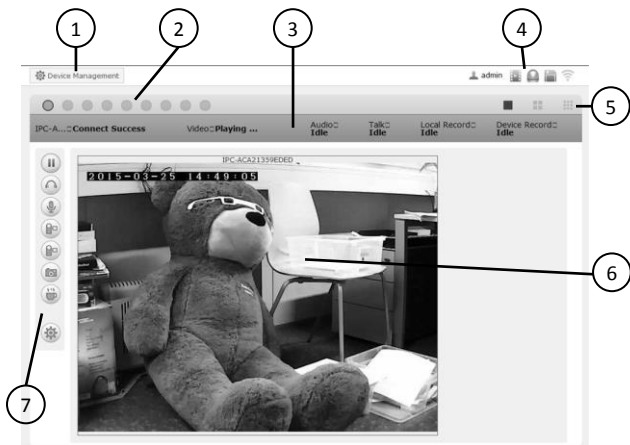 1
2
3
4
Device Management
admin
5
IPC-A...:Connect Success
Video:Playing ...
Audio:
Idle
Talk:
Idle
Local Record:
Idle
Device Record:
Idle
IPC-ACA21359EDED
2015-03-25 14:49:05
6
7